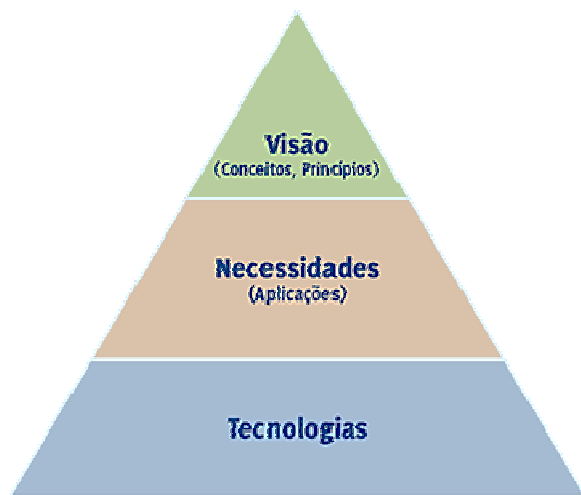 Visão
(Conceitos, Princípios)
Necessidades
(Aplicações)
Tecnologias